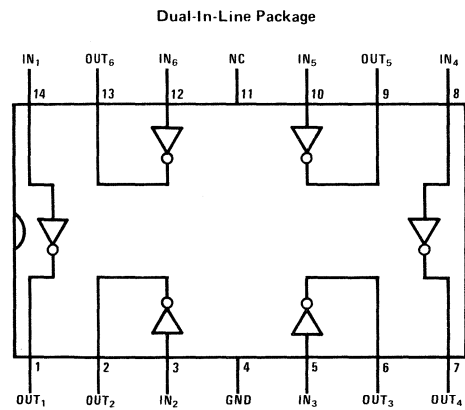 Dual-In-Line Package
IN1 OUT6 IN6 NC IN5 OUT5 IN4
14 13 12 11 10 9 8
1 2 3 4 5 6 7
OUT1 OUT2 IN2 GND IN3 OUT3 OUT4